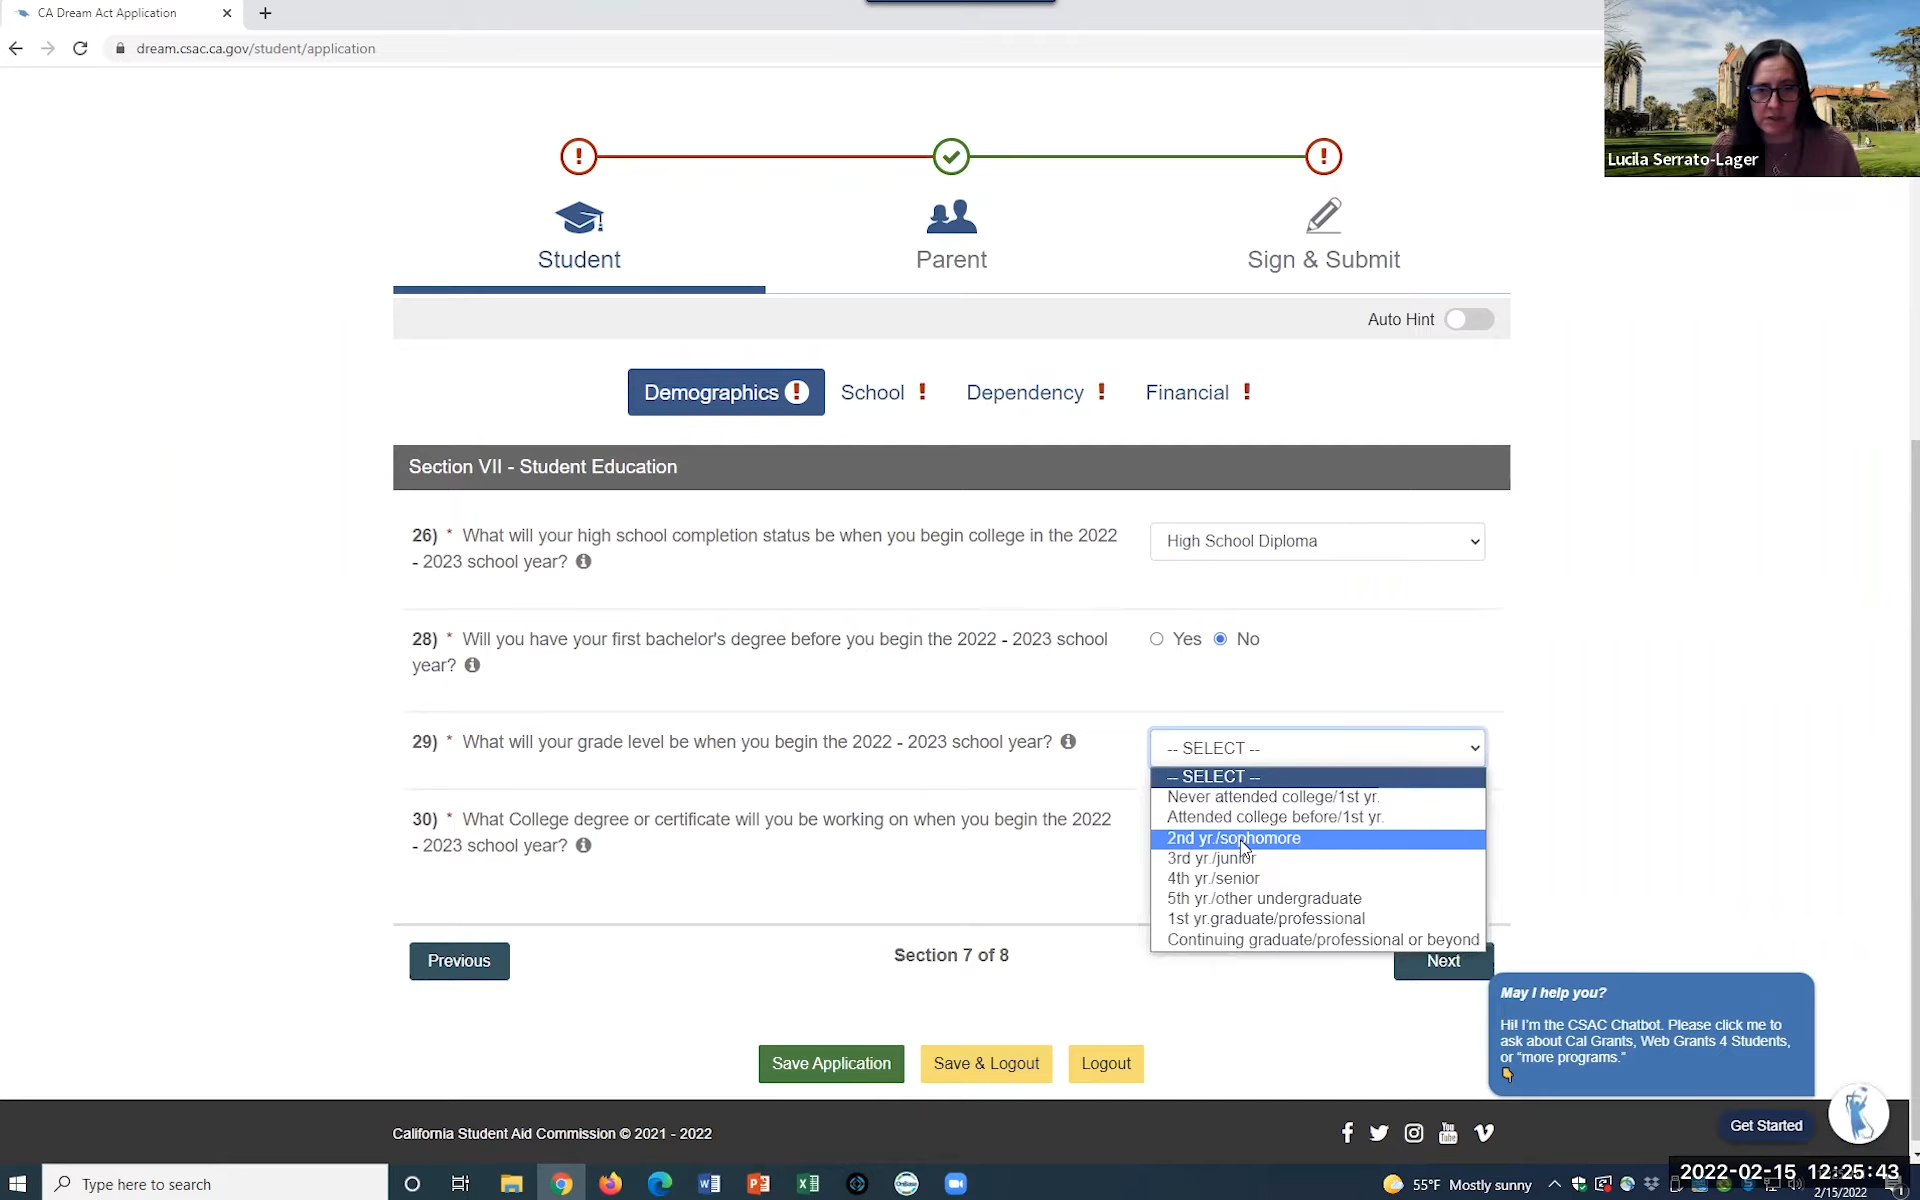 CA Dream Act Application
dream.csac.ca.gov/student/application
Lucila Serrato-Lager
Student
Parent
Sign & Submit
Auto Hint
Demographics !
School !
Dependency !
Financial !
Section VII - Student Education
26) * What will your high school completion status be when you begin college in the 2022
- 2023 school year?
High School Diploma
28) * Will you have your first bachelor's degree before you begin the 2022 - 2023 school
year?
Yes No
29) * What will your grade level be when you begin the 2022 - 2023 school year?
-- SELECT --
-- SELECT --
Never attended college/1st yr.
Attended college before/1st yr.
2nd yr./sophomore
3rd yr./junior
4th yr./senior
5th yr./other undergraduate
1st yr.graduate/professional
Continuing graduate/professional or beyond
30) * What College degree or certificate will you be working on when you begin the 2022
- 2023 school year?
Previous
Section 7 of 8
Next
May I help you?
Hi! I'm the CSAC Chatbot. Please click me to
ask about Cal Grants, Web Grants 4 Students,
or "more programs."
Save Application
Save & Logout
Logout
Get Started
California Student Aid Commission © 2021 - 2022
You
Tube
Type here to search
55°F Mostly sunny
2022-02-15 12:25:43
2/15/2022